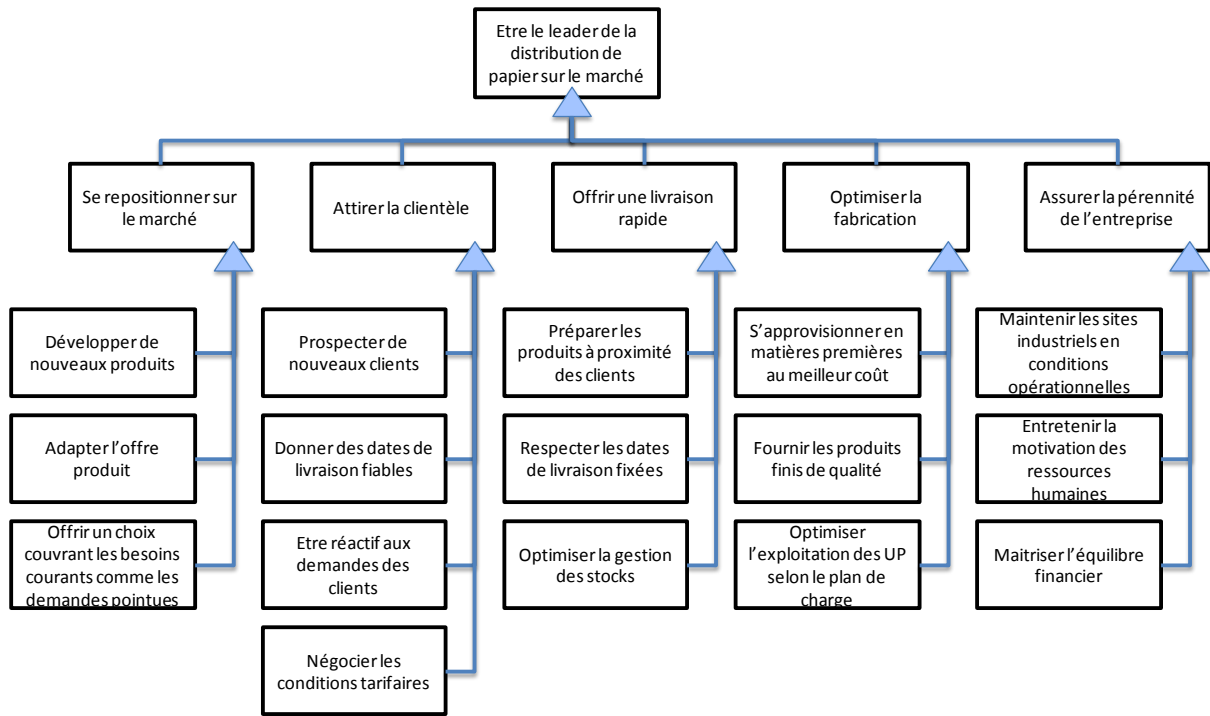 Etre le leader de la
distribution de
papier sur le marché
Se repositionner sur
le marché
Attirer la clientèle
Offrir une livraison
rapide
Optimiser la
fabrication
Assurer la pérennité
de l'entreprise
Développer de
nouveaux produits
Prospecter de
nouveaux clients
Préparer les
produits à proximité
des clients
S'approvisionner en
matières premières
au meilleur coût
Maintenir les sites
industriels en
conditions
opérationnelles
Adapter l'offre
produit
Donner des dates de
livraison fiables
Respecter les dates
de livraison fixées
Fournir les produits
finis de qualité
Entretenir la
motivation des
ressources
humaines
Offrir un choix
couvrant les besoins
courants comme les
demandes pointues
Etre réactif aux
demandes des
clients
Optimiser la gestion
des stocks
Optimiser
l'exploitation des UP
selon le plan de
charge
Maitriser l'équilibre
financier
Négocier les
conditions tarifaires